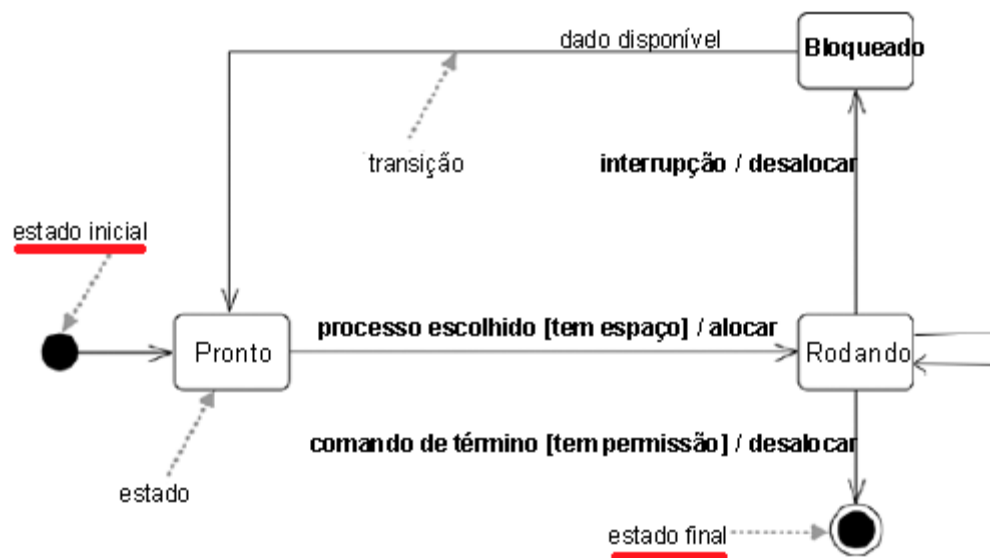 dado disponível
Bloqueado
transição
interrupção / desalocar
estado inicial
processo escolhido [tem espaço] / alocar
Pronto
Rodando
comando de término [tem permissão] / desalocar
estado
estado final